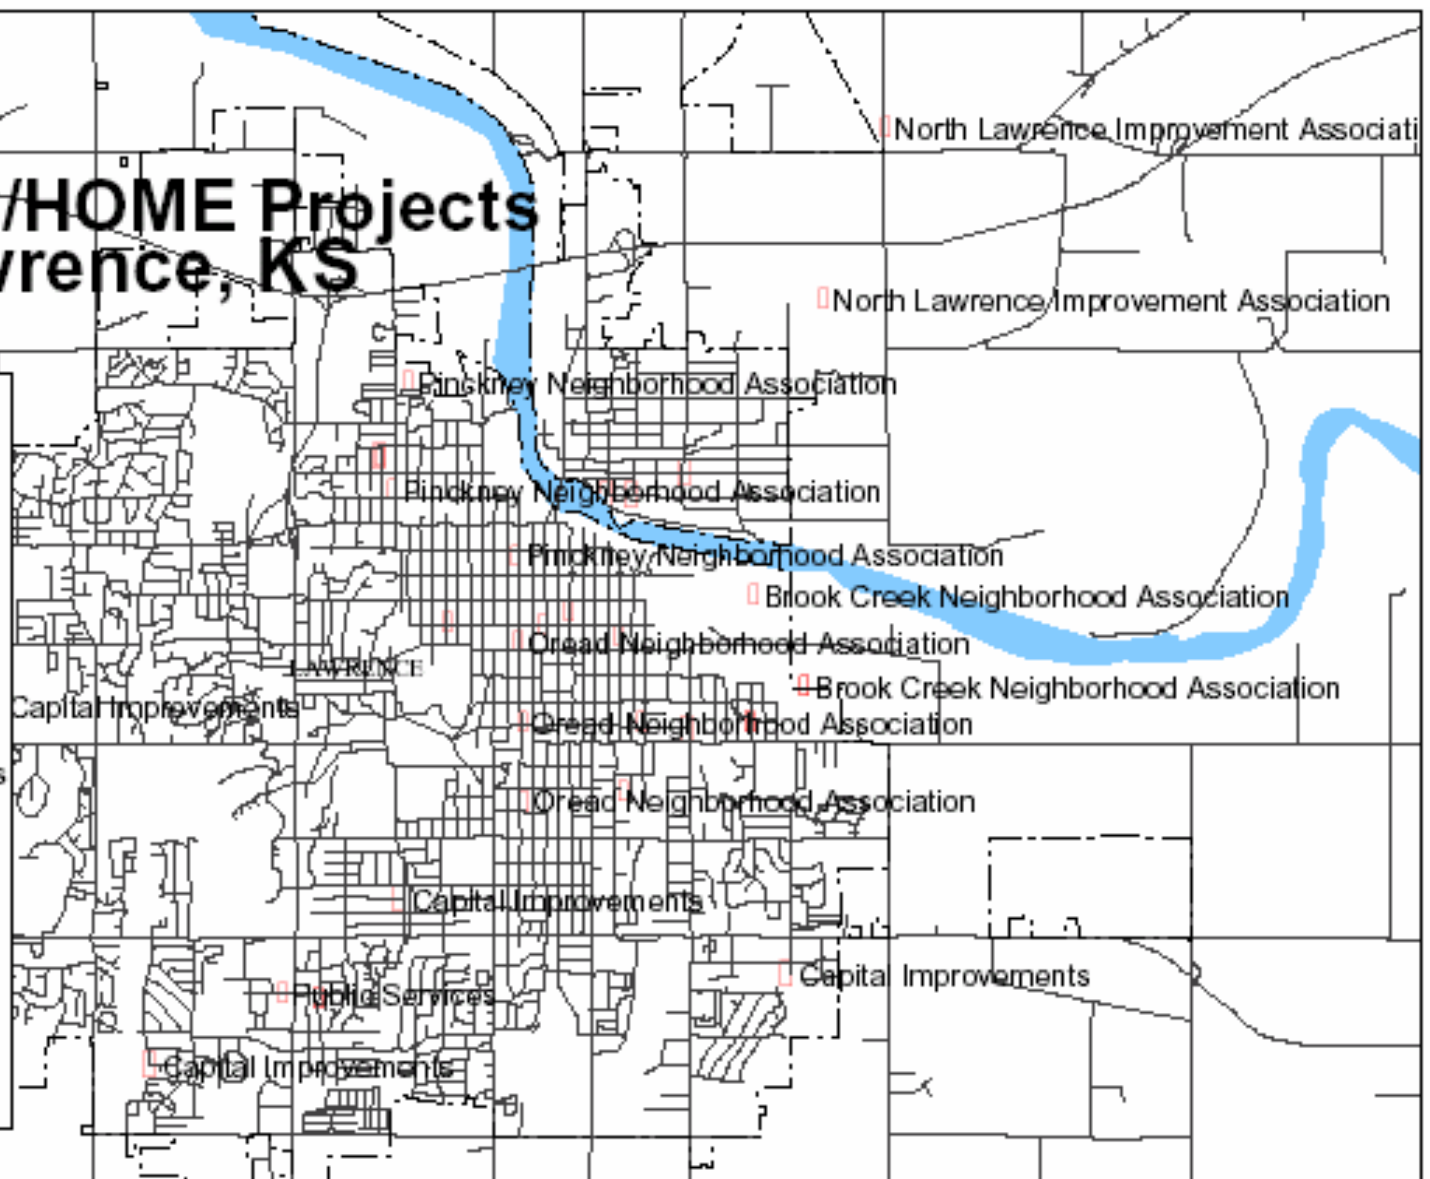 North Lawrence Improvement Associati
/HOME Projects
wrence, KS
North Lawrence Improvement Association
Pinckney Neighborhood Association
Pinckney Neighborhood Association
Pinckney Neighborhood Association
Brook Creek Neighborhood Association
Oread Neighborhood Association
LAWRENCE
Brook Creek Neighborhood Association
Capital Improvements
Oread Neighborhood Association
s
Oread Neighborhood Association
Capital Improvements
Capital Improvements
Public Services
Capital Improvements